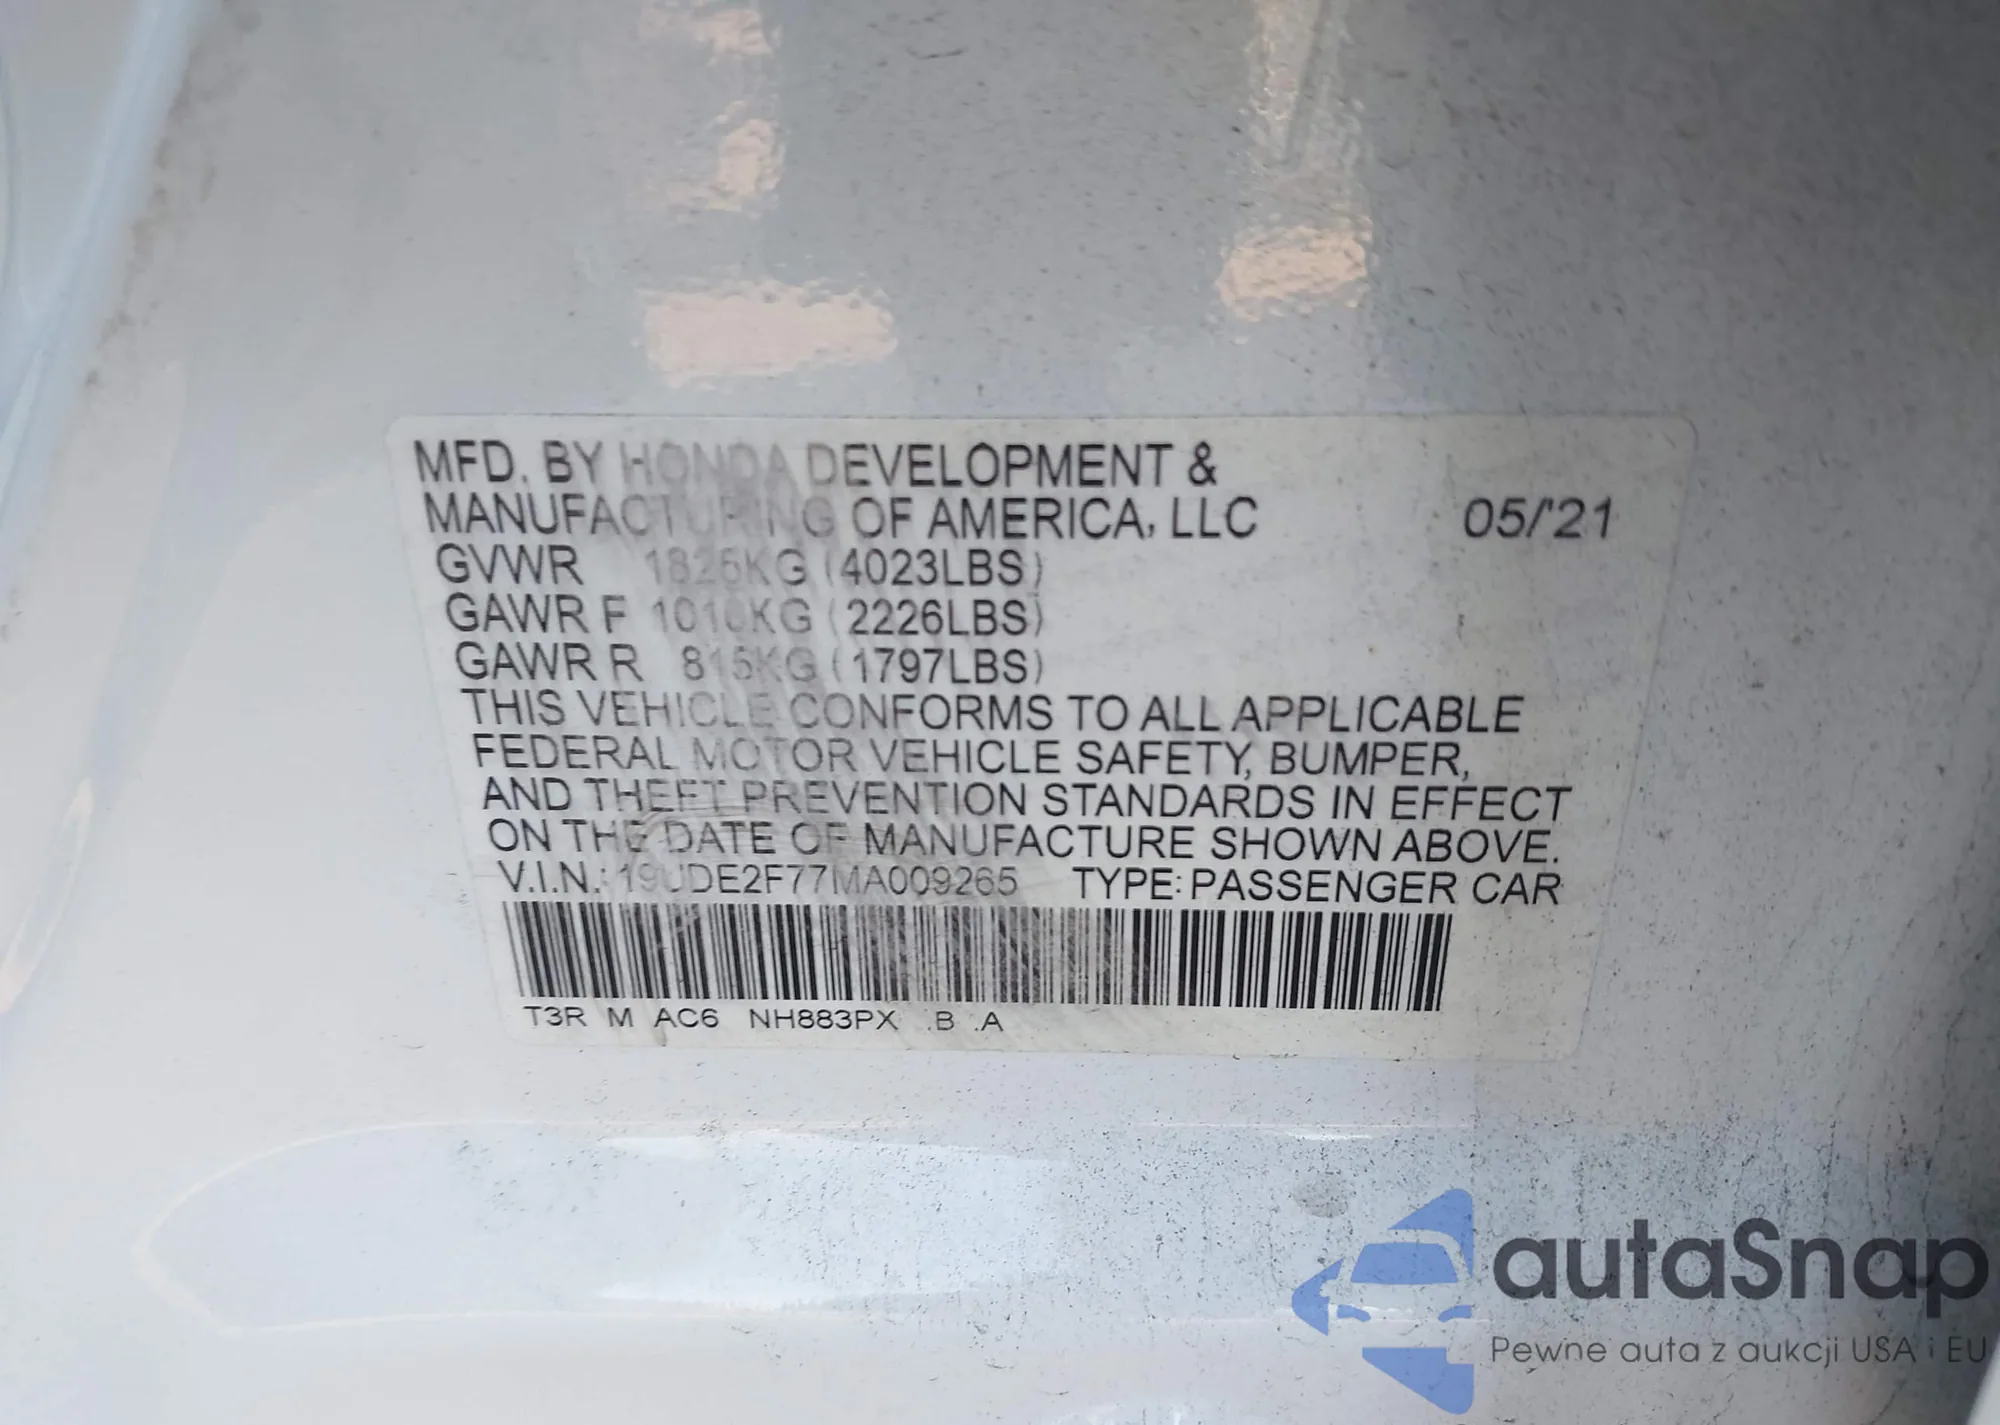 MFD. BY HONDA DEVELOPMENT &
MANUFACTURING OF AMERICA, LLC 05/'21
GVWR 1825KG (4023LBS)
GAWR F 1010KG (2226LBS)
GAWR R 815KG (1797LBS)
THIS VEHICLE CONFORMS TO ALL APPLICABLE
FEDERAL MOTOR VEHICLE SAFETY, BUMPER,
AND THEFT PREVENTION STANDARDS IN EFFECT
ON THE DATE OF MANUFACTURE SHOWN ABOVE.
V.I.N.: 19UDE2F77MA009265 TYPE: PASSENGER CAR
T3R M AC6 NH883PX .B .A
autaSnap
Pewne auta z aukcji USA i EU